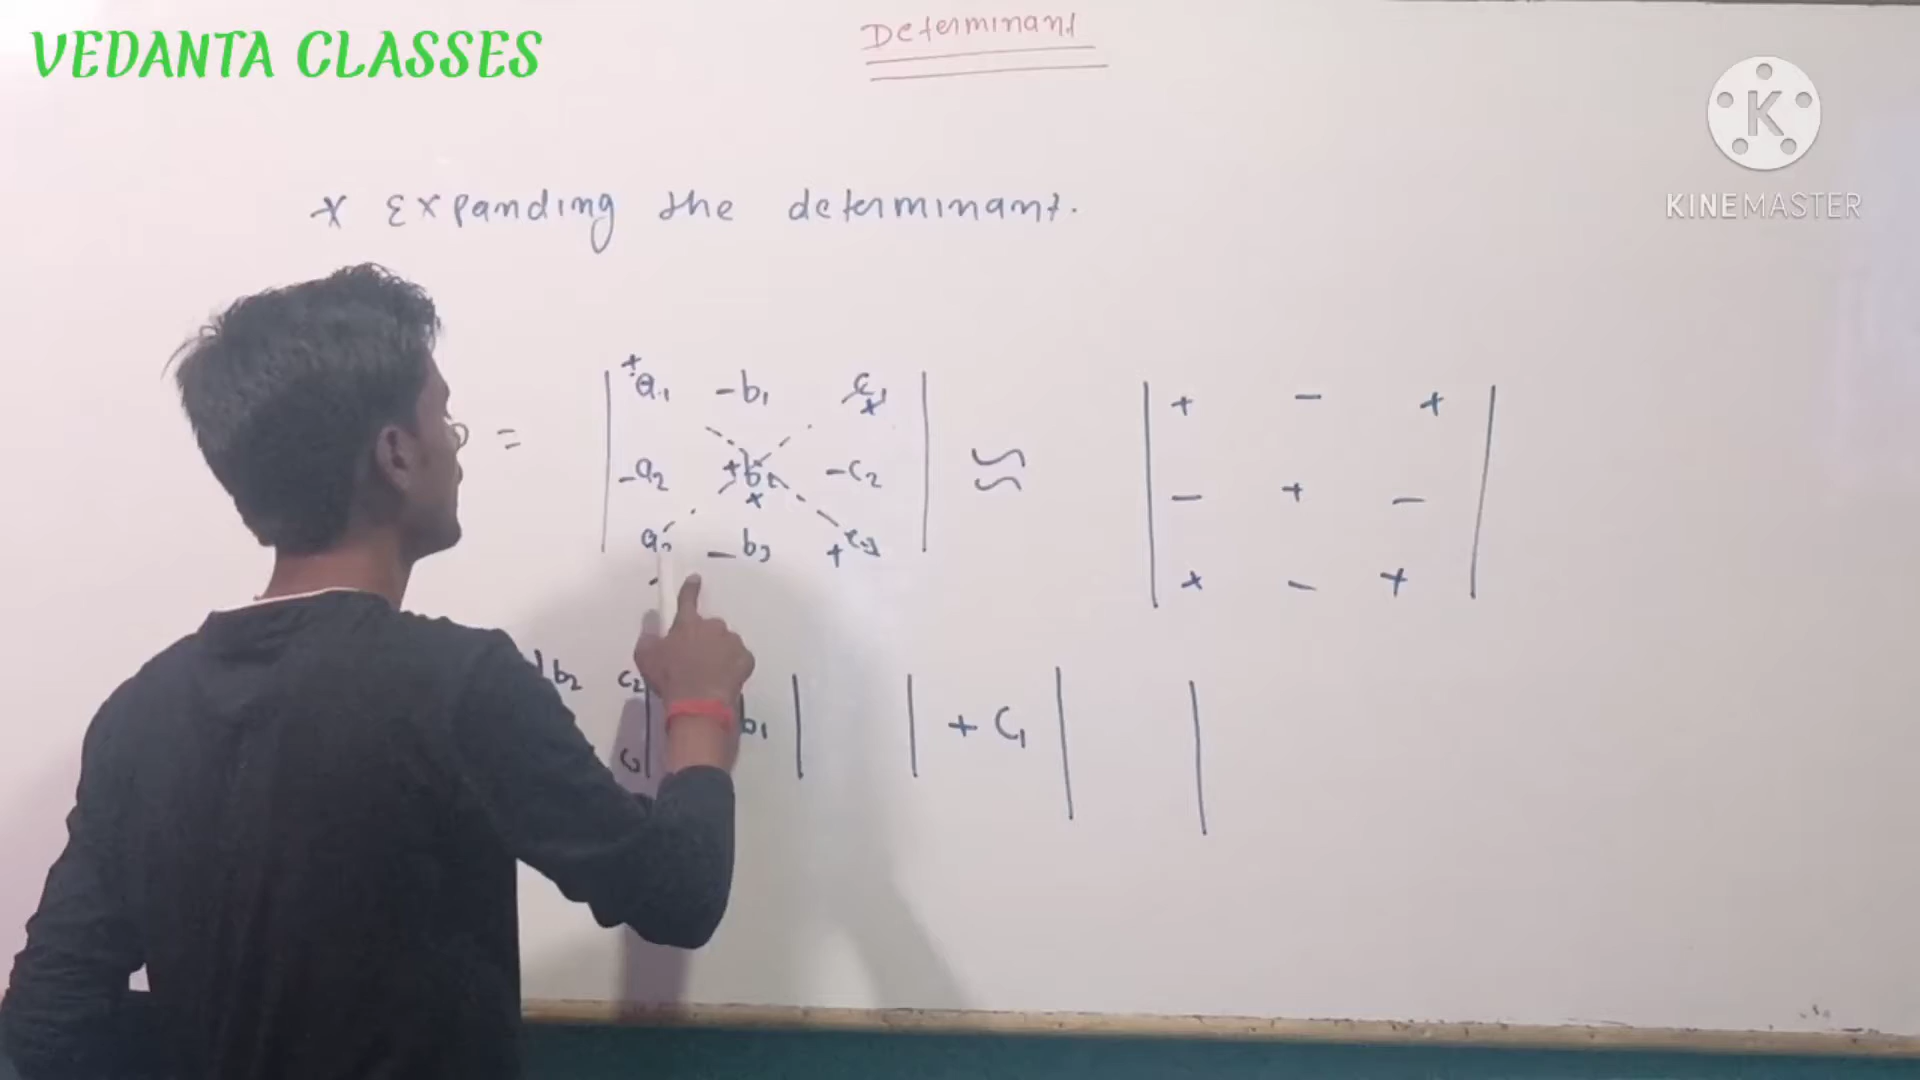 VEDANTA CLASSES
Determinant
K
KINEMASTER
* Expanding the determinant.
+a₁ -b₁ c₁ + + - +
= -a₂ +b₂ -c₂ ≈ - + -
a₃ -b₃ +c₃ + - +
b₂ c₂
b₁ + C₁
c₃